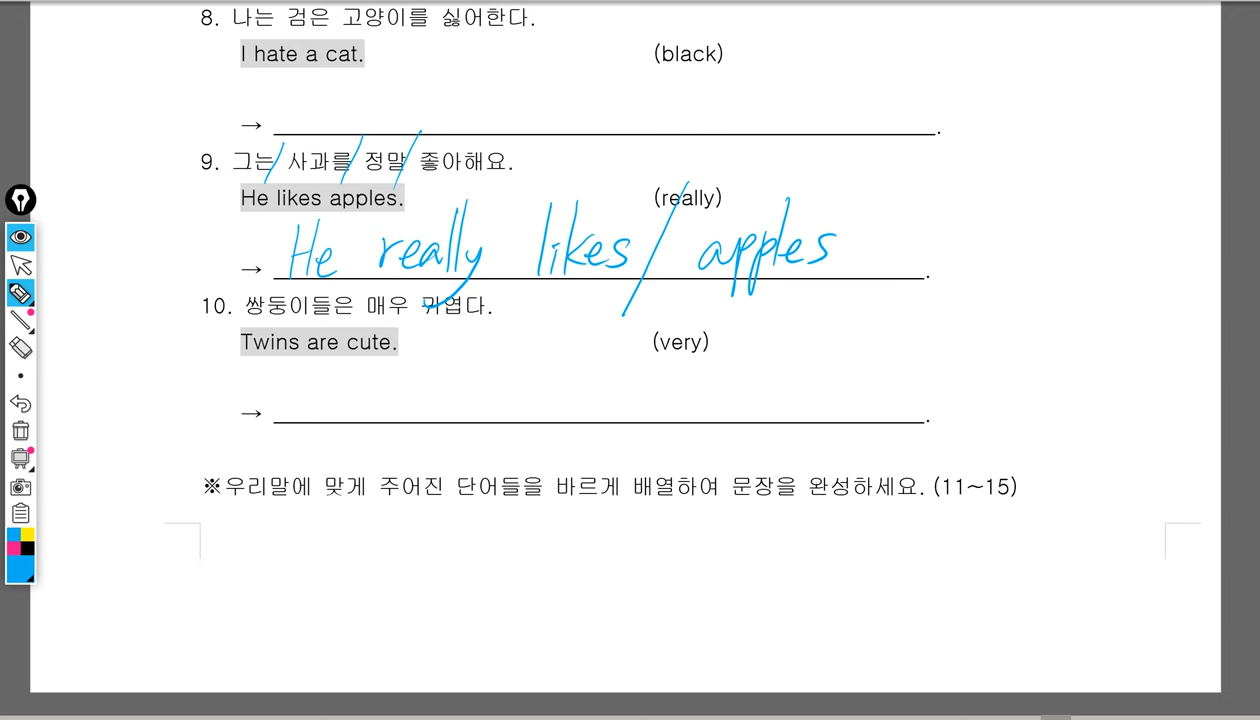 8. 나는 검은 고양이를 싫어한다.
I hate a cat. (black)
→ .
9. 그는 사과를 정말 좋아해요.
He likes apples. (really)
→ He really likes apples .
10. 쌍둥이들은 매우 귀엽다.
Twins are cute. (very)
→ .
※우리말에 맞게 주어진 단어들을 바르게 배열하여 문장을 완성하세요. (11~15)